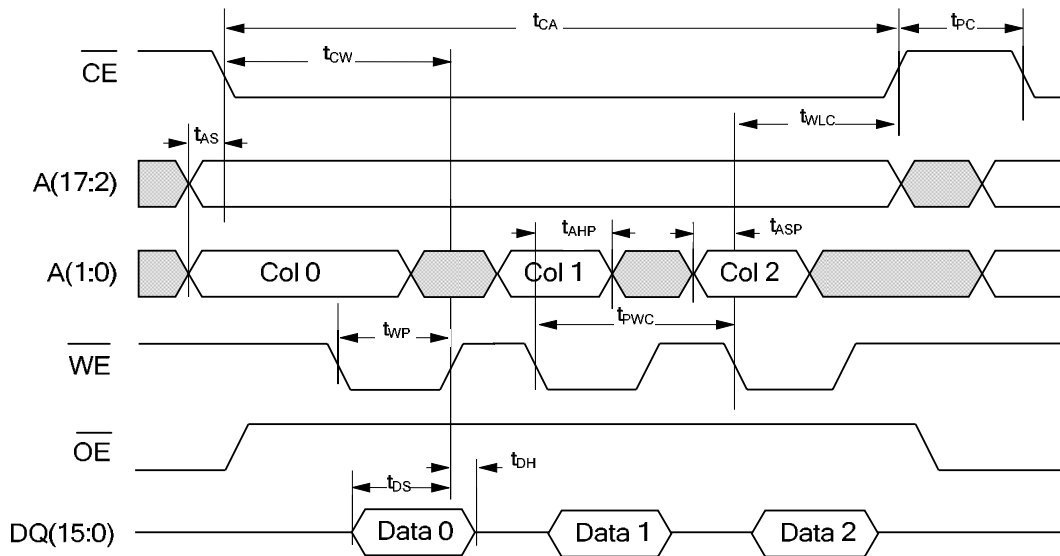 tCA
tPC
CE
tCW
tWLC
tAS
A(17:2)
tAHP
tASP
A(1:0)
Col 0
Col 1
Col 2
tWP
tPWC
WE
OE
tDH
tDS
DQ(15:0)
Data 0
Data 1
Data 2